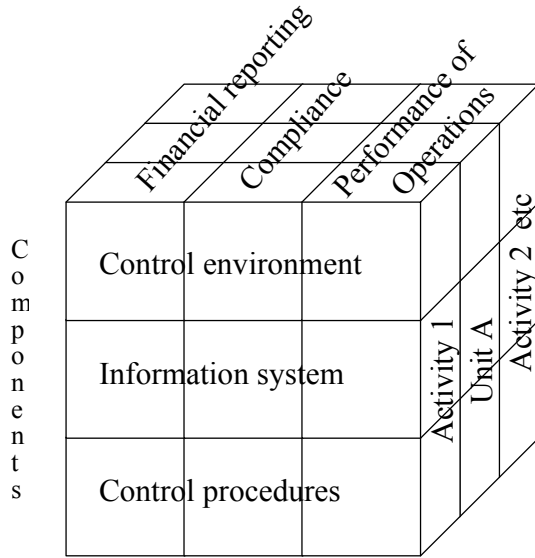 Financial reporting
Compliance
Performance of
Operations
Components
Control environment
Information system
Control procedures
Activity 1
Unit A
Activity 2 etc